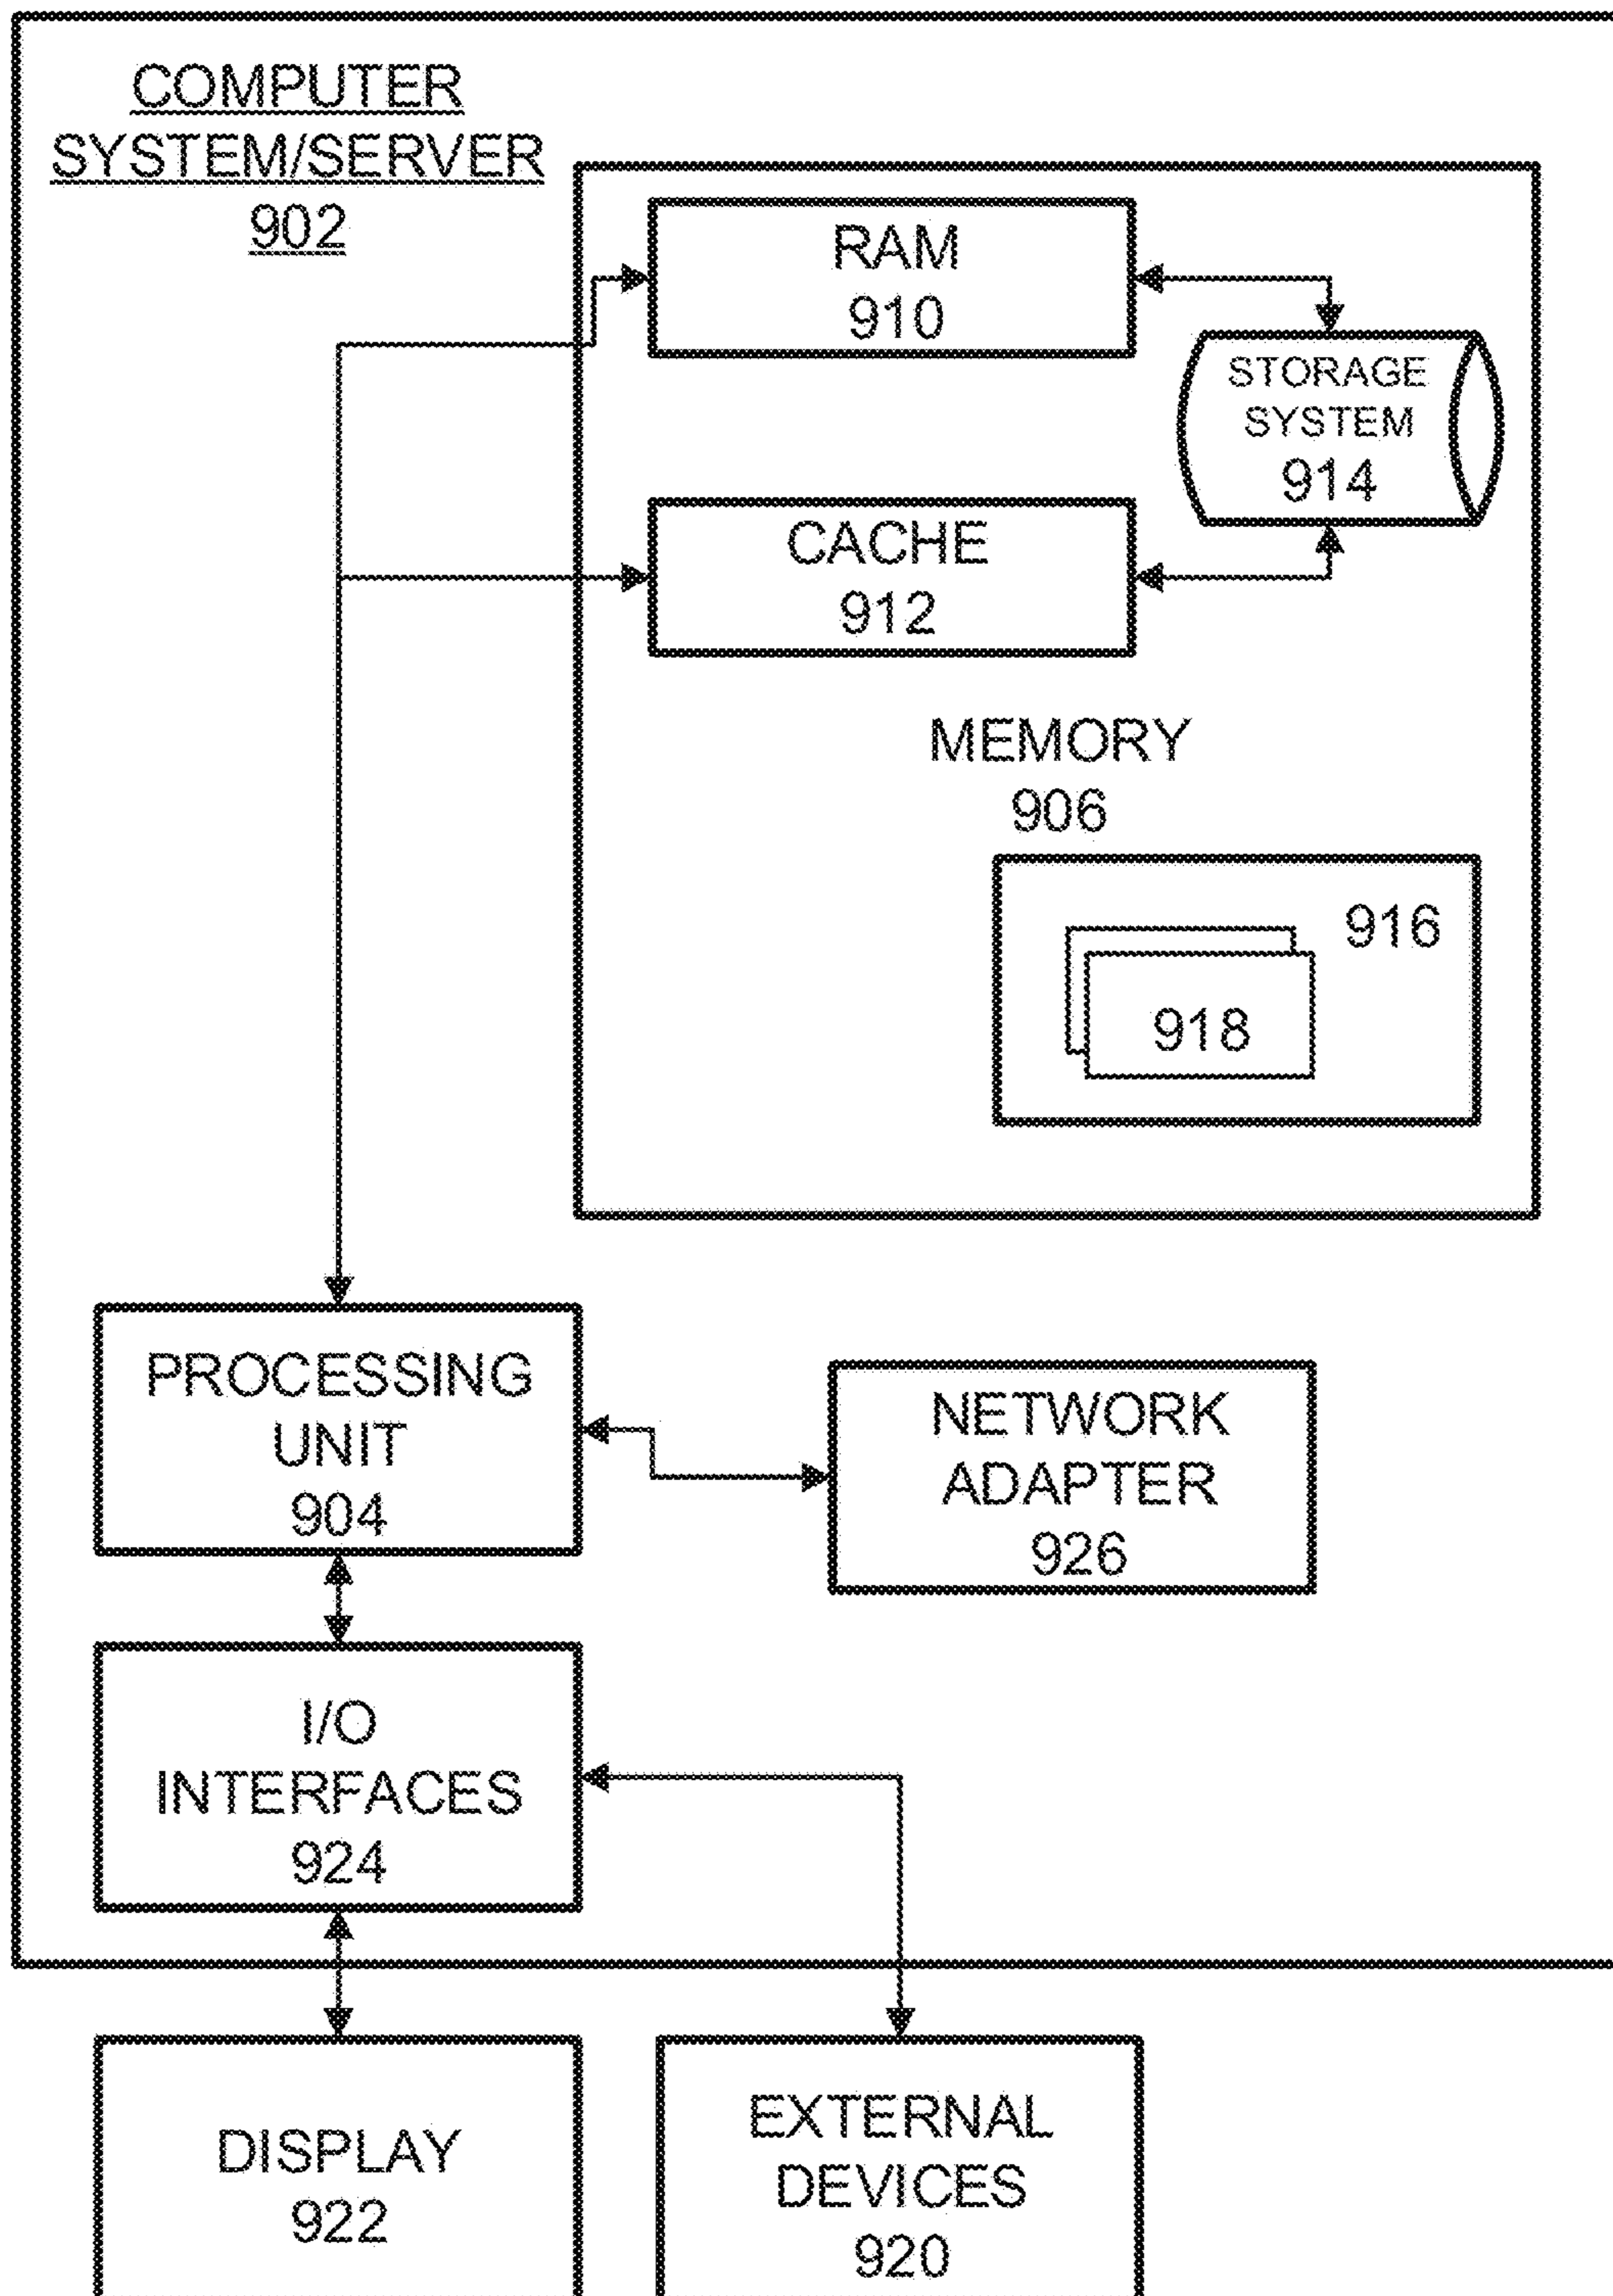 COMPUTER
SYSTEM/SERVER
902
RAM
910
STORAGE
SYSTEM
914
CACHE
912
MEMORY
906
916
918
PROCESSING
UNIT
904
NETWORK
ADAPTER
926
I/O
INTERFACES
924
DISPLAY
922
EXTERNAL
DEVICES
920